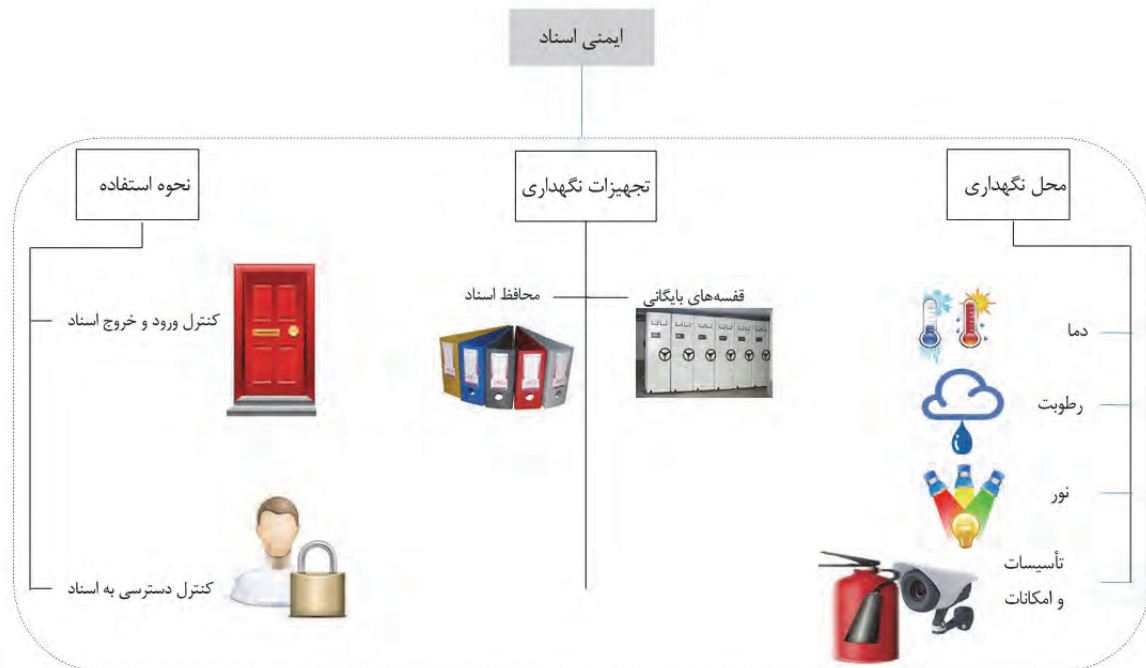 ایمنی اسناد
محل نگهداری
دما
رطوبت
نور
تأسیسات
و امکانات
تجهیزات نگهداری
قفسه‌های بایگانی
محافظ اسناد
نحوه استفاده
کنترل ورود و خروج اسناد
کنترل دسترسی به اسناد